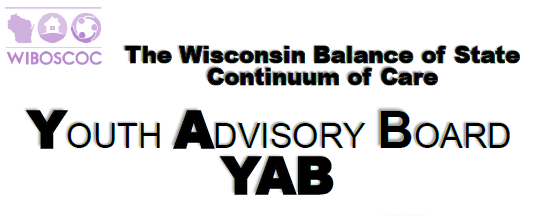 WIBOSCOC
The Wisconsin Balance of State
Continuum of Care
YOUTH ADVISORY BOARD
YAB